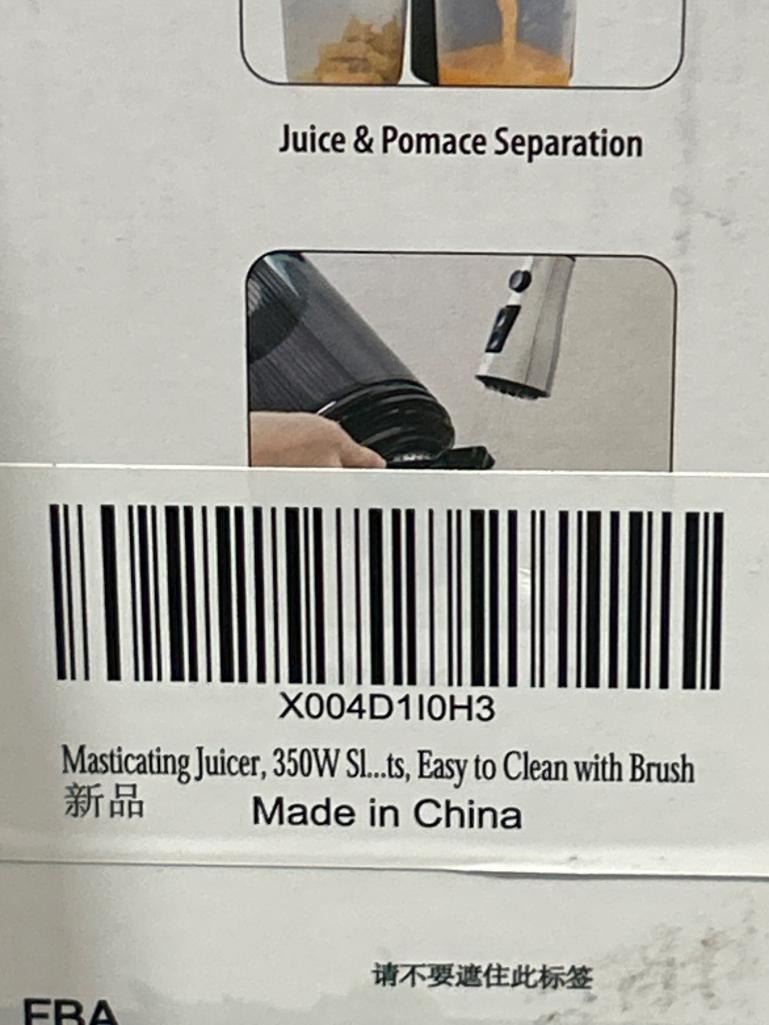 Juice & Pomace Separation
X004D1I0H3
Masticating Juicer, 350W Sl...ts, Easy to Clean with Brush
新品
Made in China
请不要遮住此标签
FBA